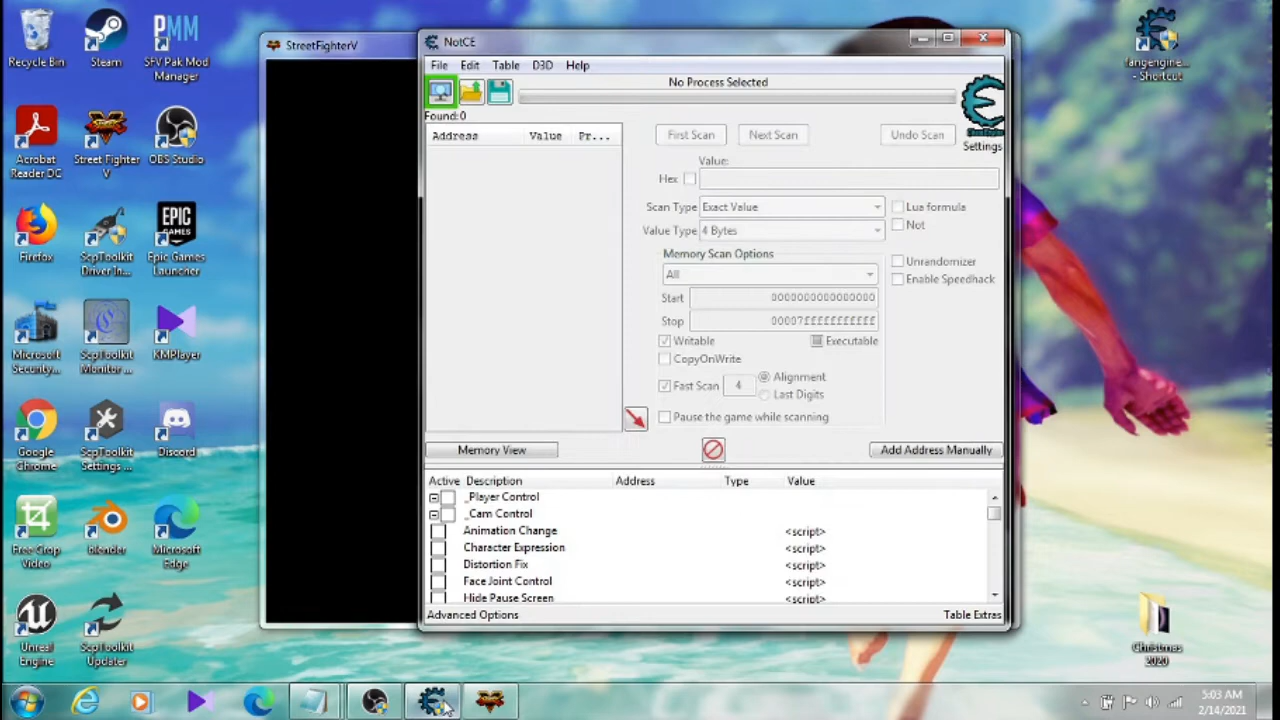 Recycle Bin
Steam
PMM
SFV Pak Mod
Manager
Acrobat
Reader DC
Street Fighter
V
OBS Studio
Firefox
ScpToolkit
Driver In...
EPIC
GAMES
Epic Games
Launcher
Microsoft
Security...
ScpToolkit
Monitor ...
KMPlayer
Google
Chrome
ScpToolkit
Settings ...
Discord
Free Crop
Video
Blender
Microsoft
Edge
Unreal
Engine
ScpToolkit
Updater
StreetFighterV
NotCE
File Edit Table D3D Help
No Process Selected
Found:0
Address Value Pr...
First Scan Next Scan Undo Scan
Settings
Value:
Hex
Scan Type Exact Value Lua formula
Not
Value Type 4 Bytes
Memory Scan Options
All
Unrandomizer
Enable Speedhack
Start 0000000000000000
Stop 00007fffffffffff
Writable Executable
CopyOnWrite
Fast Scan 4 Alignment
Last Digits
Pause the game while scanning
Memory View Add Address Manually
Active Description Address Type Value
_Player Control
_Cam Control
Animation Change <script>
Character Expression <script>
Distortion Fix <script>
Face Joint Control <script>
Hide Pause Screen <script>
Advanced Options Table Extras
fangengine...
- Shortcut
Christmas
2020
5:03 AM
2/14/2021